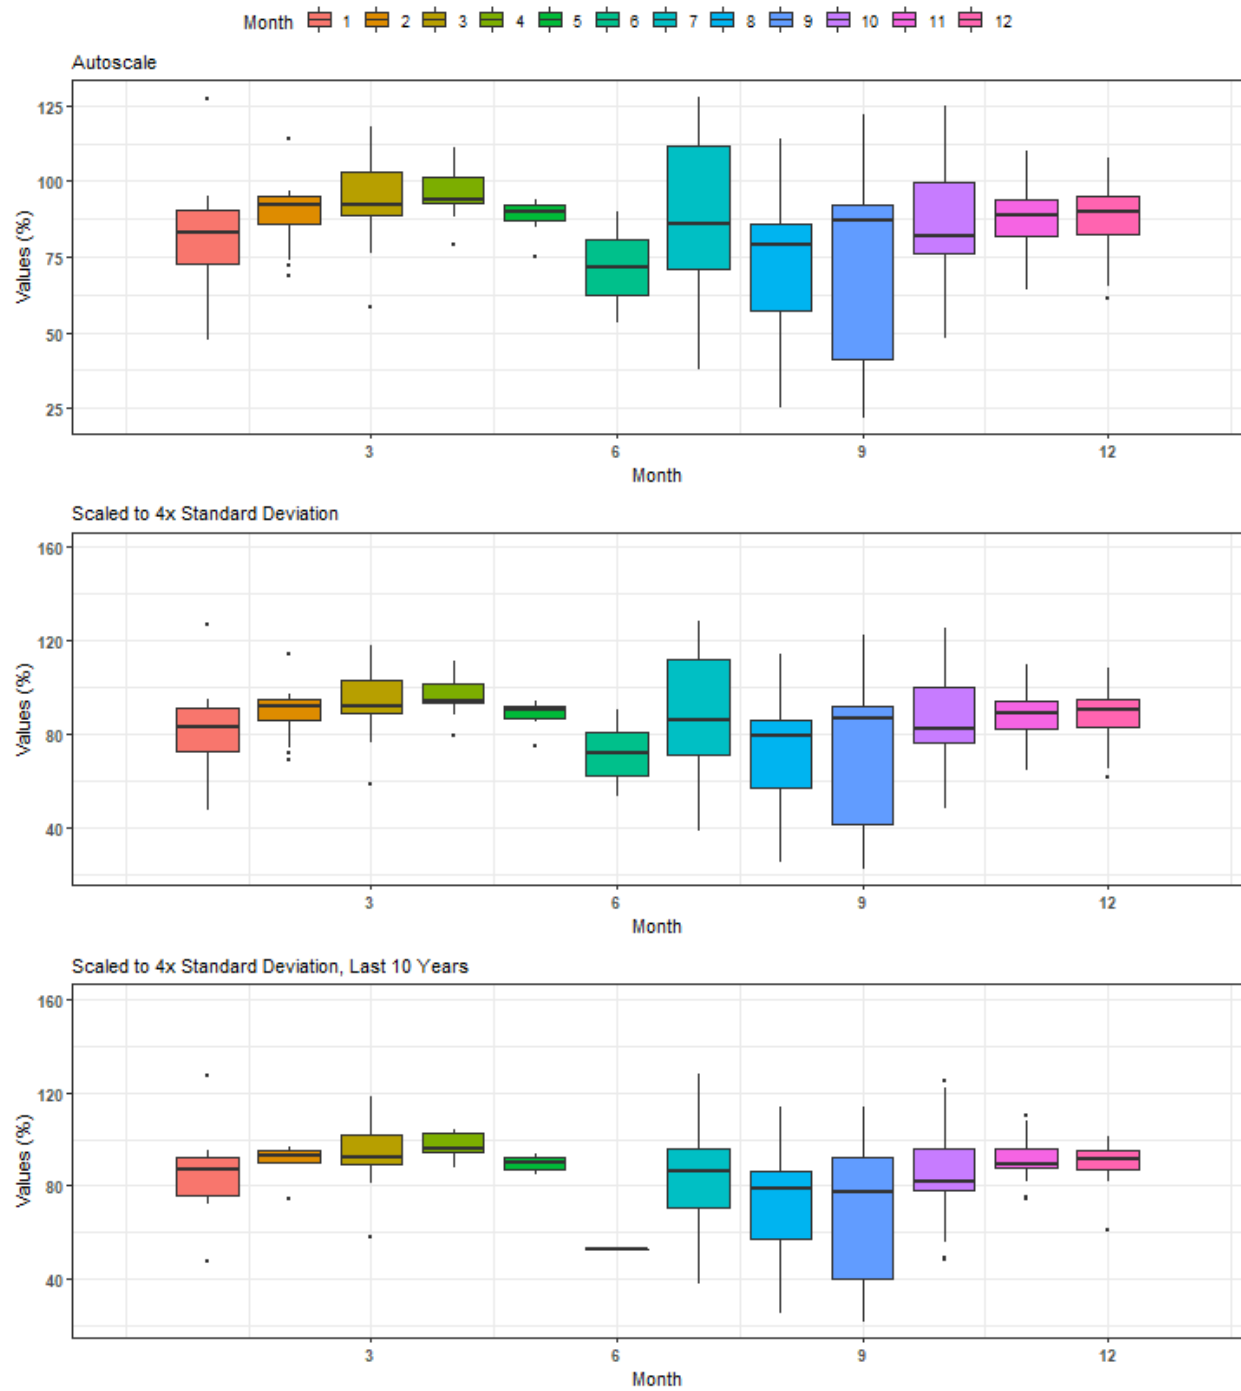 Month 1 2 3 4 5 6 7 8 9 10 11 12
Autoscale
Values (%)
125
100
75
50
25
3 6 9 12
Month
Scaled to 4x Standard Deviation
Values (%)
160
120
80
40
3 6 9 12
Month
Scaled to 4x Standard Deviation, Last 10 Years
Values (%)
160
120
80
40
3 6 9 12
Month